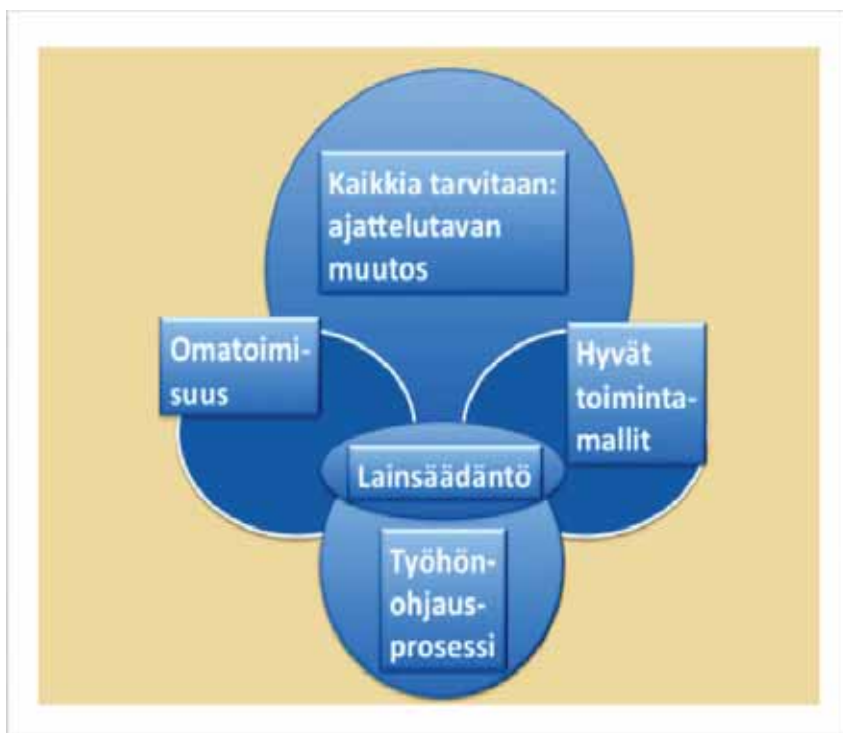 Kaikkia tarvitaan:
ajattelutavan
muutos
Omatoimi-
suus
Hyvät
toiminta-
mallit
Lainsäädäntö
Työhön-
ohjaus-
prosessi